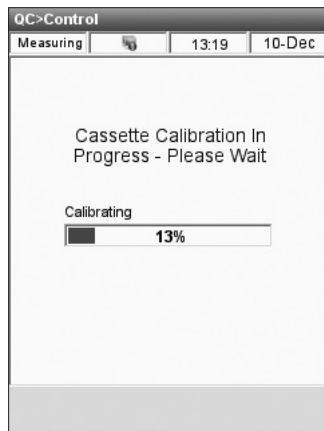 QC>Control
Measuring 13:19 10-Dec
Cassette Calibration In
Progress - Please Wait
Calibrating
13%